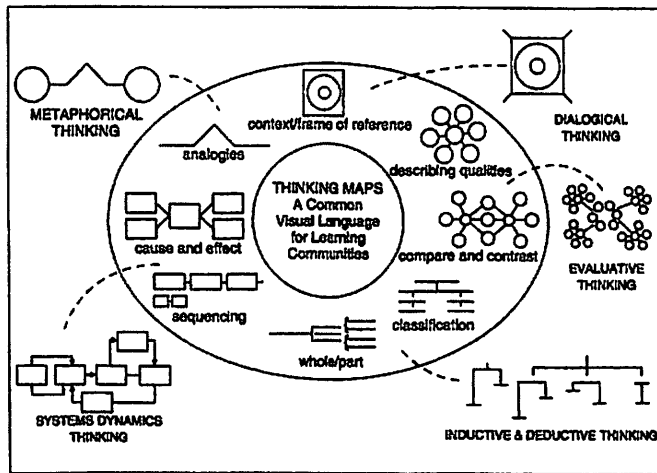 METAPHORICAL
THINKING
context/frame of reference
DIALOGICAL
THINKING
analogies
describing qualities
THINKING MAPS
A Common
Visual Language
for Learning
Communities
cause and effect
compare and contrast
EVALUATIVE
THINKING
sequencing
classification
whole/part
SYSTEMS DYNAMICS
THINKING
INDUCTIVE & DEDUCTIVE THINKING